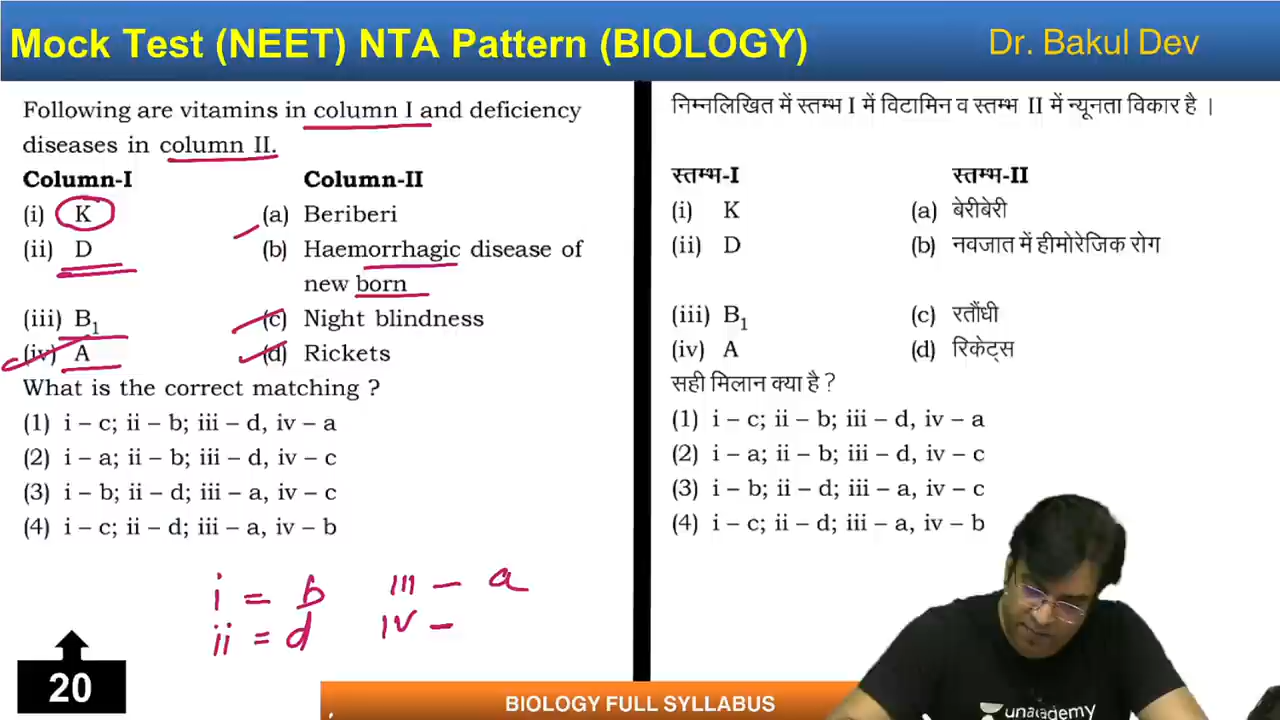 Mock Test (NEET) NTA Pattern (BIOLOGY)
Dr. Bakul Dev
Following are vitamins in column I and deficiency
diseases in column II.
Column-I Column-II
(i) K (a) Beriberi
(ii) D (b) Haemorrhagic disease of
new born
(iii) B₁ (c) Night blindness
(iv) A (d) Rickets
What is the correct matching ?
(1) i – c; ii – b; iii – d, iv – a
(2) i – a; ii – b; iii – d, iv – c
(3) i – b; ii – d; iii – a, iv – c
(4) i – c; ii – d; iii – a, iv – b
i = b iii – a
ii = d iv –
20
निम्नलिखित में स्तम्भ I में विटामिन व स्तम्भ II में न्यूनता विकार है ।
स्तम्भ-I स्तम्भ-II
(i) K (a) बेरीबेरी
(ii) D (b) नवजात में हीमोरेजिक रोग
(iii) B₁ (c) रतौंधी
(iv) A (d) रिकेट्स
सही मिलान क्या है ?
(1) i – c; ii – b; iii – d, iv – a
(2) i – a; ii – b; iii – d, iv – c
(3) i – b; ii – d; iii – a, iv – c
(4) i – c; ii – d; iii – a, iv – b
BIOLOGY FULL SYLLABUS
unacademy